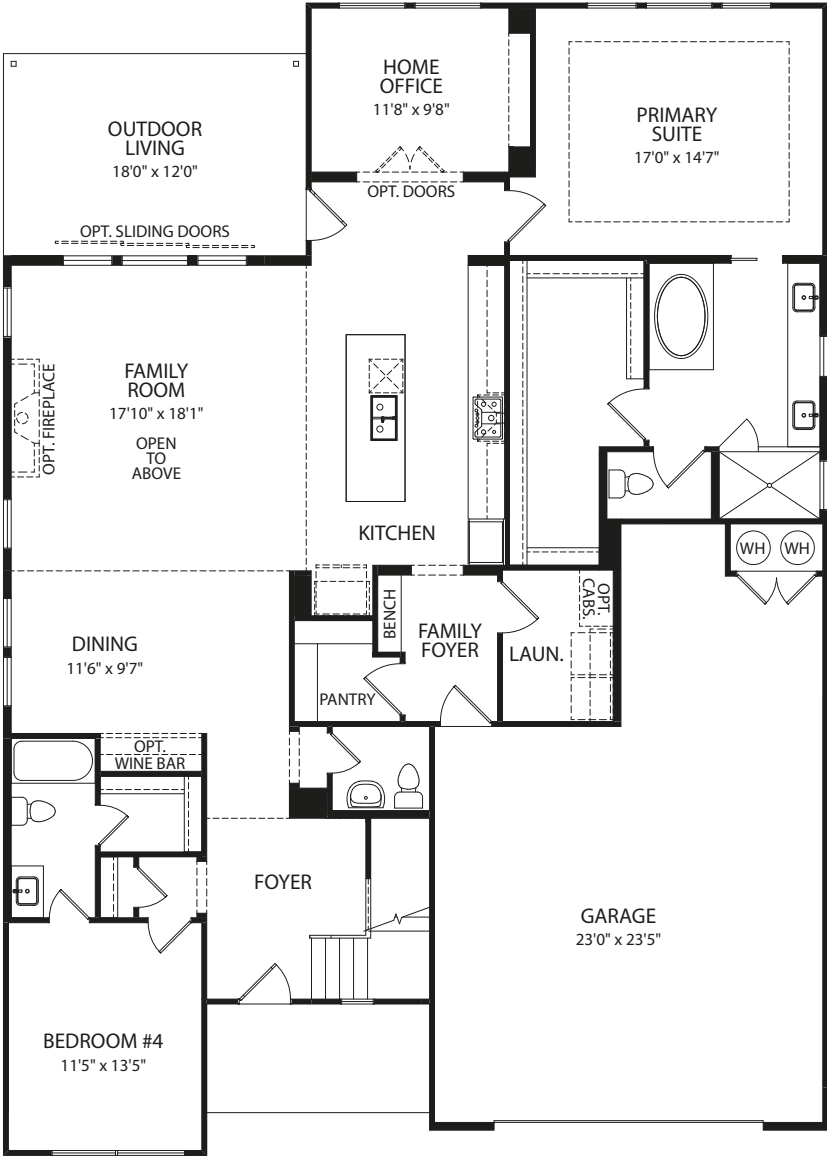 HOME
OFFICE
11'8" x 9'8"
PRIMARY
SUITE
17'0" x 14'7"
OUTDOOR
LIVING
18'0" x 12'0"
OPT. DOORS
OPT. SLIDING DOORS
FAMILY
ROOM
17'10" x 18'1"
OPEN
TO
ABOVE
OPT. FIREPLACE
KITCHEN
WH
WH
BENCH
FAMILY
FOYER
OPT.
CABS.
LAUN.
DINING
11'6" x 9'7"
PANTRY
OPT.
WINE BAR
FOYER
GARAGE
23'0" x 23'5"
BEDROOM #4
11'5" x 13'5"